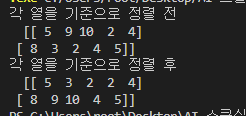 각 열을 기준으로 정렬 전
[[ 5  9 10  2  4]
[ 8  3  2  4  5]]
각 열을 기준으로 정렬 후
[[ 5  3  2  2  4]
[ 8  9 10  4  5]]